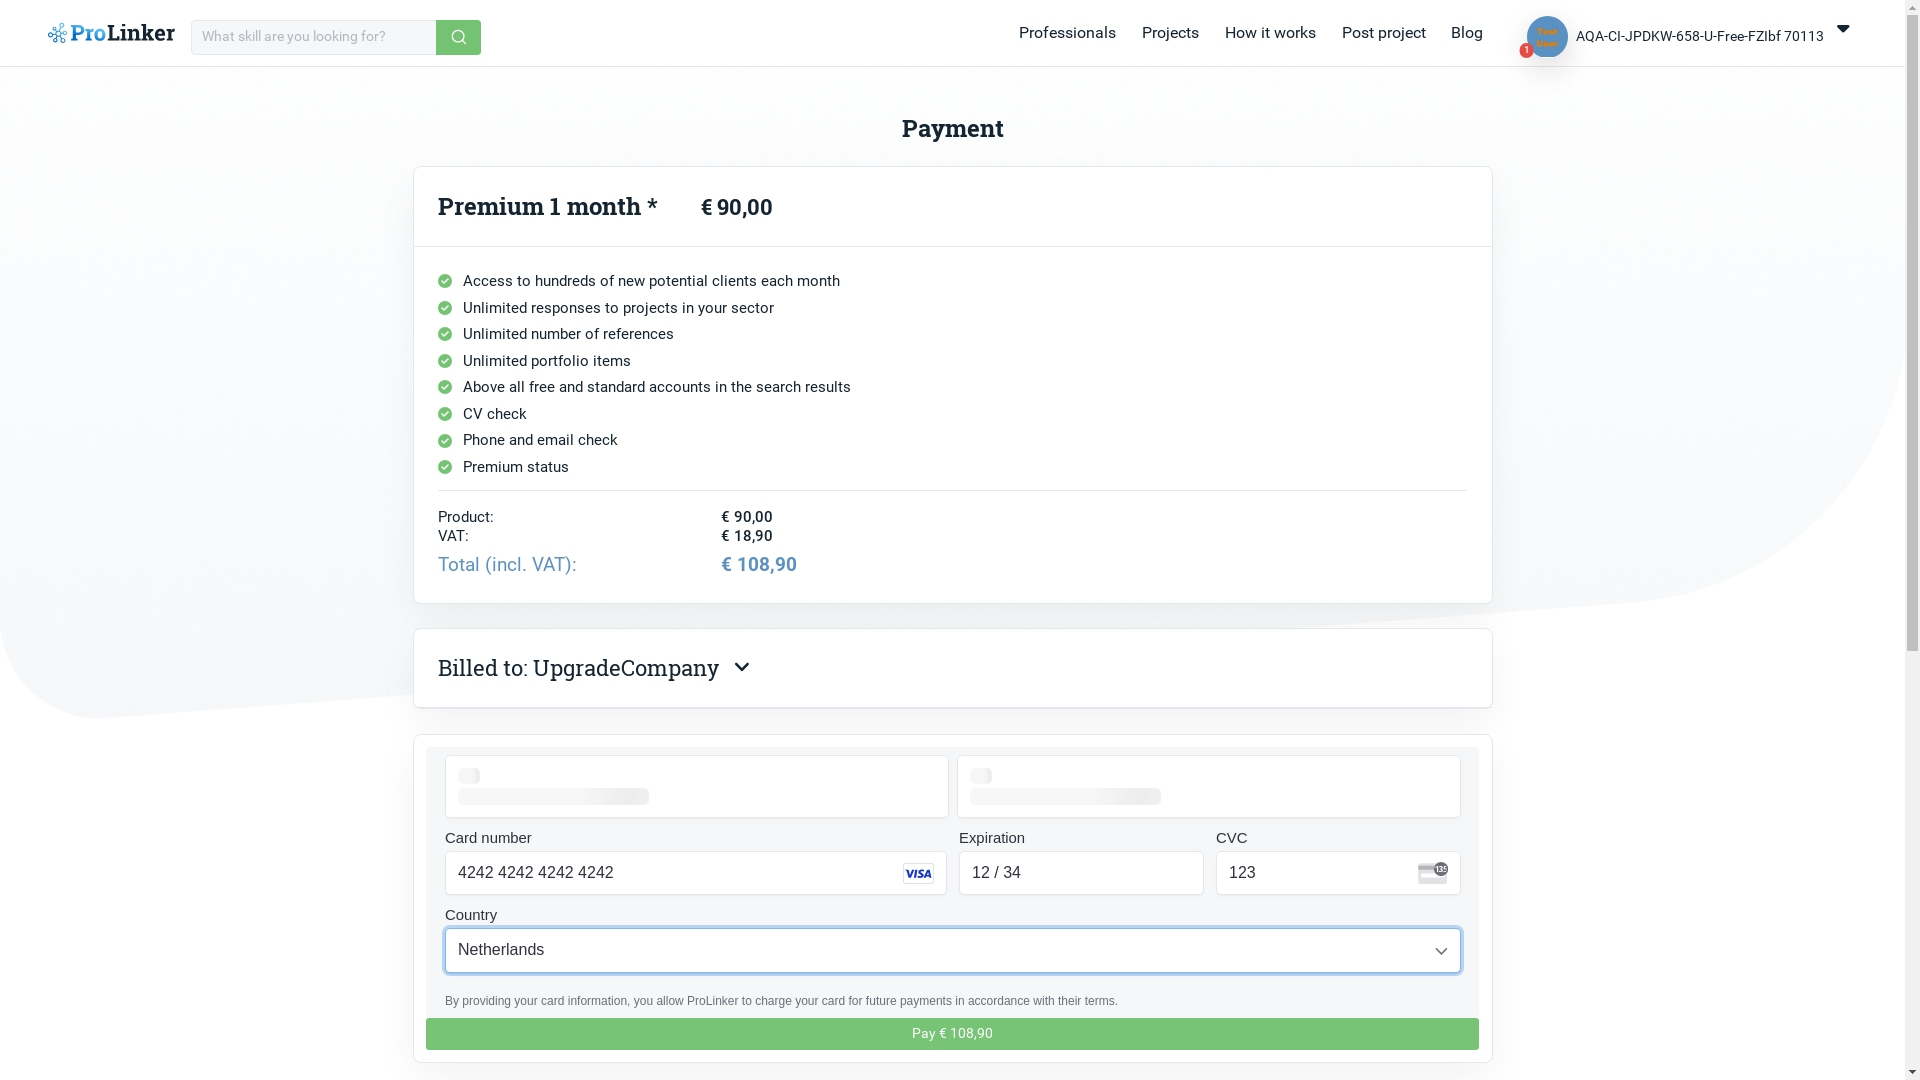 ProLinker
What skill are you looking for?
Professionals
Projects
How it works
Post project
Blog
Test
User
1
AQA-CI-JPDKW-658-U-Free-FZIbf 70113
Payment
Premium 1 month * € 90,00
Access to hundreds of new potential clients each month
Unlimited responses to projects in your sector
Unlimited number of references
Unlimited portfolio items
Above all free and standard accounts in the search results
CV check
Phone and email check
Premium status
Product: € 90,00
VAT: € 18,90
Total (incl. VAT): € 108,90
Billed to: UpgradeCompany
Card number
Expiration
CVC
4242 4242 4242 4242
VISA
12 / 34
123
135
Country
Netherlands
By providing your card information, you allow ProLinker to charge your card for future payments in accordance with their terms.
Pay € 108,90